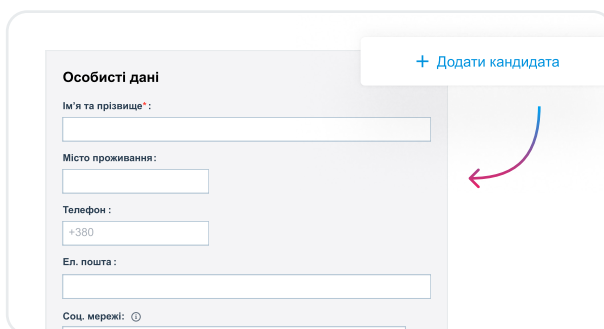 + Додати кандидата
Особисті дані
Ім'я та прізвище*:
Місто проживання:
Телефон :
+380
Ел. пошта :
Соц. мережі: